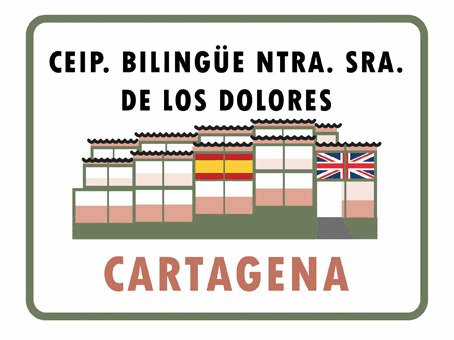 CEIP. BILINGÜE NTRA. SRA.
DE LOS DOLORES
CARTAGENA